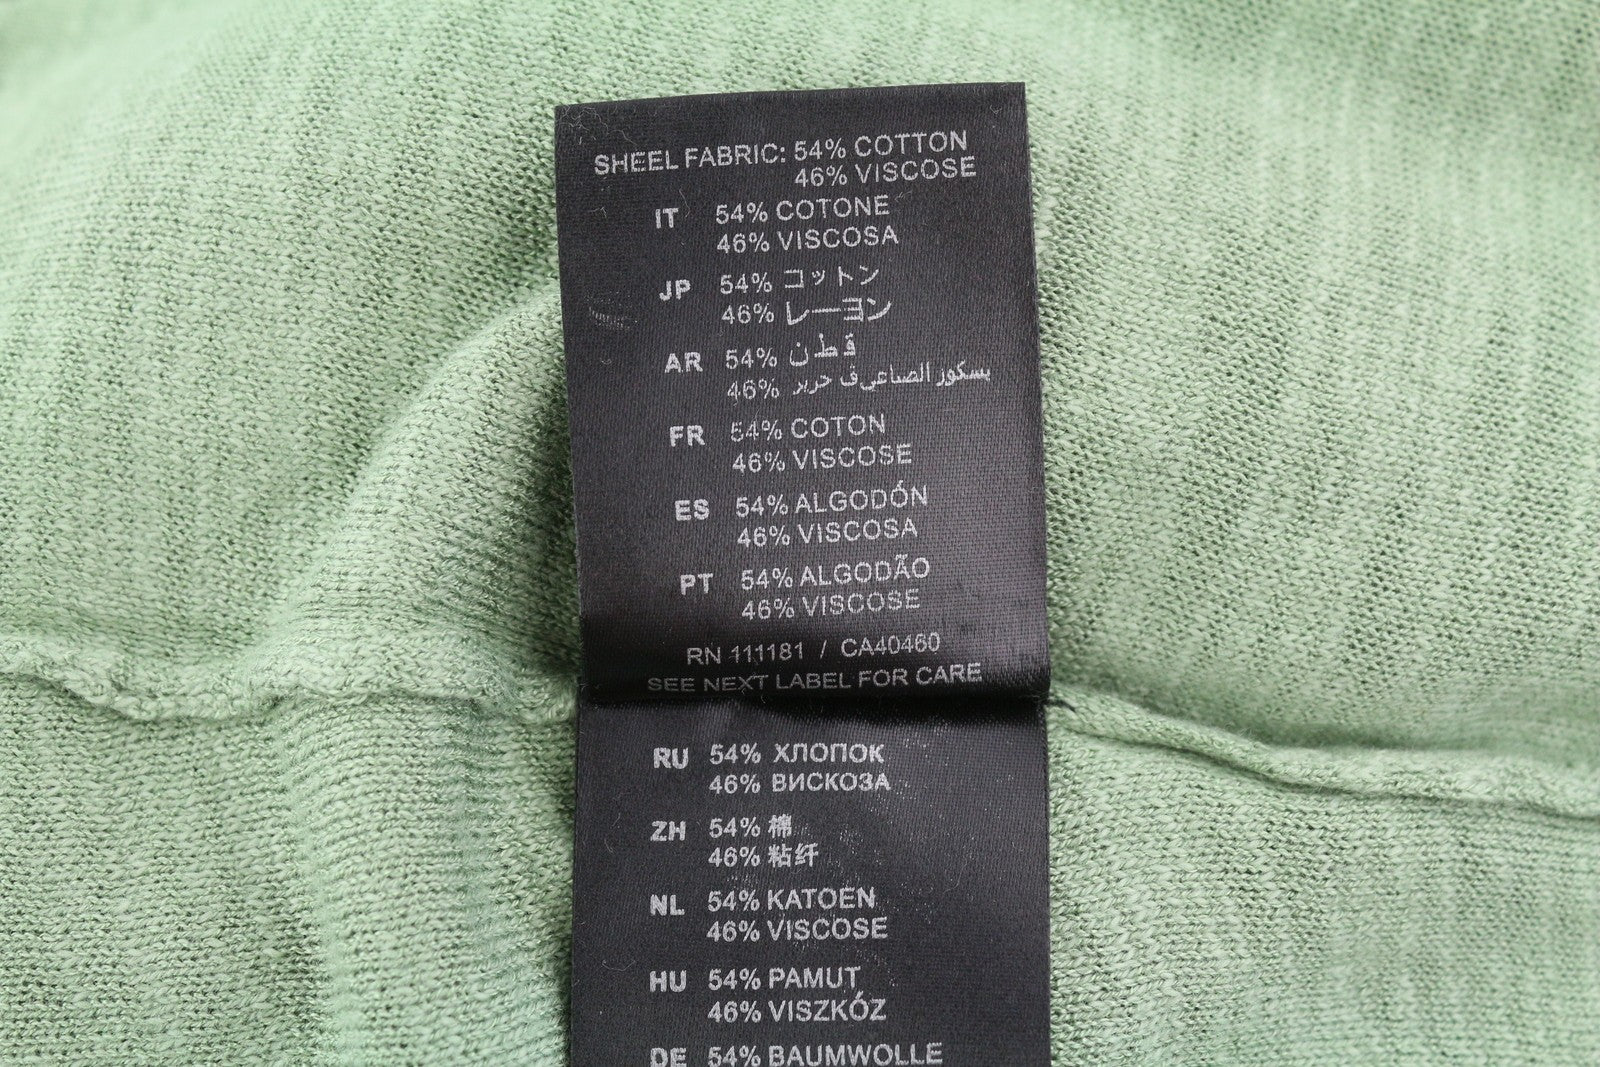 SHEEL FABRIC: 54% COTTON
46% VISCOSE
IT 54% COTONE
46% VISCOSA
JP 54% コットン
46% レーヨン
AR 54% قطن
46% بسكور الصاعي ف حرير
FR 54% COTON
46% VISCOSE
ES 54% ALGODÓN
46% VISCOSA
PT 54% ALGODÃO
46% VISCOSE
RN 111181 / CA40460
SEE NEXT LABEL FOR CARE
RU 54% ХЛОПОК
46% ВИСКОЗА
ZH 54% 棉
46% 粘纤
NL 54% KATOEN
46% VISCOSE
HU 54% PAMUT
46% VISZKÓZ
DE 54% BAUMWOLLE